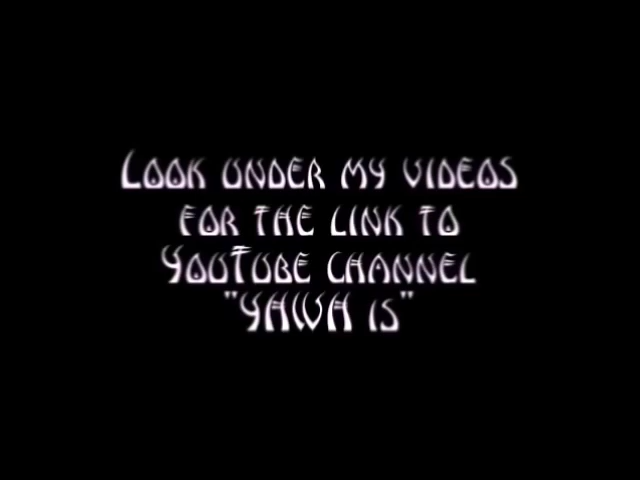 Look under my videos
for the link to
YouTube channel
"YHWH is"